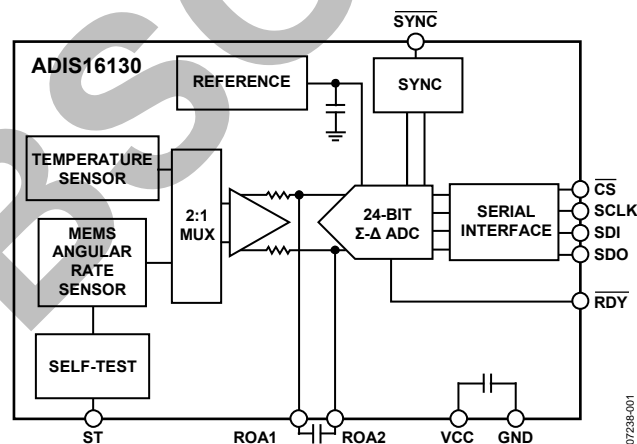 SYNC
ADIS16130
REFERENCE
SYNC
TEMPERATURE
SENSOR
2:1
MUX
24-BIT
Σ-Δ ADC
SERIAL
INTERFACE
CS
SCLK
SDI
SDO
MEMS
ANGULAR
RATE
SENSOR
RDY
SELF-TEST
ST
ROA1
ROA2
VCC
GND
07238-001
BSO